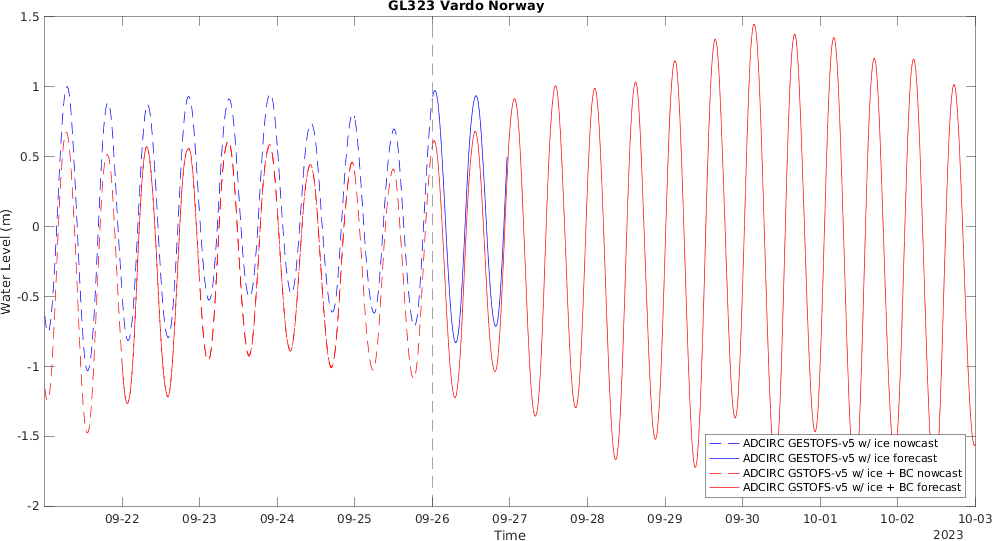 GL323 Vardo Norway
1.5
1
0.5
0
-0.5
-1
-1.5
-2
Water Level (m)
09-22 09-23 09-24 09-25 09-26 09-27 09-28 09-29 09-30 10-01 10-02 10-03
Time
2023
ADCIRC GESTOFS-v5 w/ ice nowcast
ADCIRC GESTOFS-v5 w/ ice forecast
ADCIRC GSTOFS-v5 w/ ice + BC nowcast
ADCIRC GSTOFS-v5 w/ ice + BC forecast